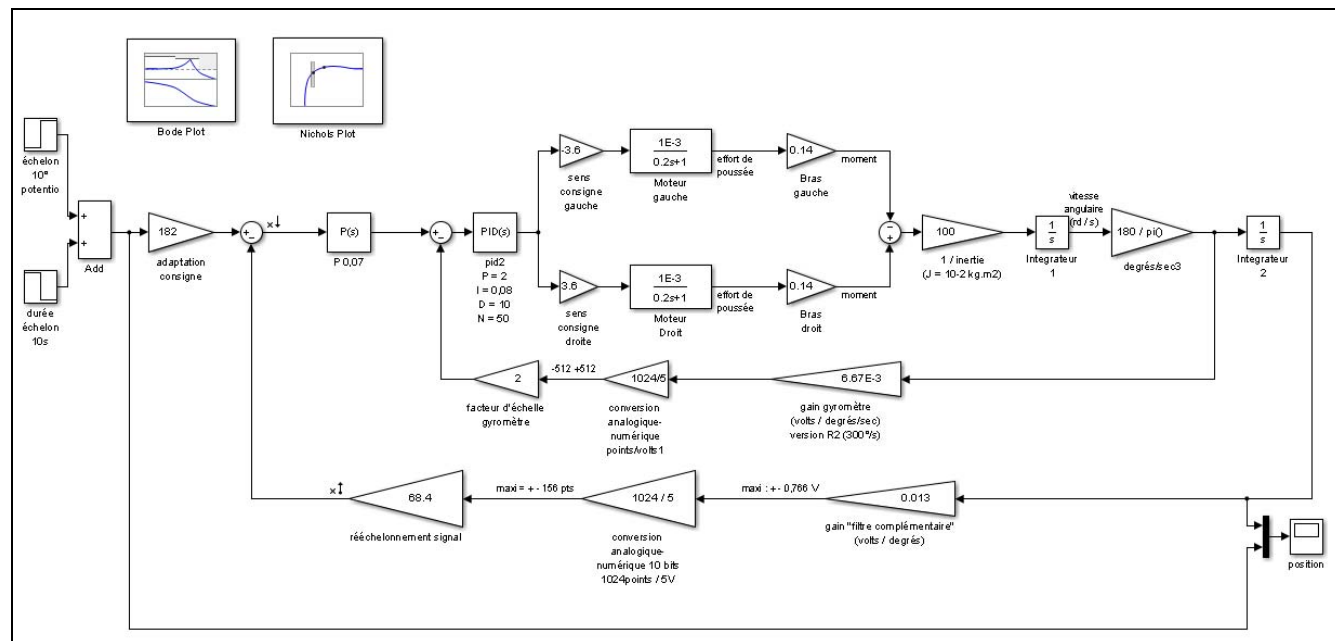 Bode Plot
Nichols Plot
échelon
10°
potentio
durée
échelon
10s
+
+
Add
182
adaptation
consigne
+
−
×
P(s)
P 0,07
+
−
PID(s)
pid2
P = 2
I = 0,08
D = 10
N = 50
-3.6
sens
consigne
gauche
1E-3
0.2s+1
Moteur
gauche
effort de
poussée
0.14
Bras
gauche
moment
3.6
sens
consigne
droite
1E-3
0.2s+1
Moteur
Droit
effort de
poussée
0.14
Bras
droit
moment
−
+
100
1 / inertie
(J = 10-2 kg.m2)
1
s
Integrateur
1
vitesse
angulaire
(rd / s)
180 / pi()
degrés/sec3
1
s
Integrateur
2
2
facteur d'échelle
gyromètre
-512 +512
1024/5
conversion
analogique-
numérique
points/volts1
6.67E-3
gain gyromètre
(volts / degrés/sec)
version R2 (300°/s)
×
68.4
rééchelonnement signal
maxi = + - 156 pts
1024 / 5
conversion
analogique-
numérique 10 bits
1024points / 5V
maxi : + - 0,766 V
0.013
gain "filtre complémentaire"
(volts / degrés)
position